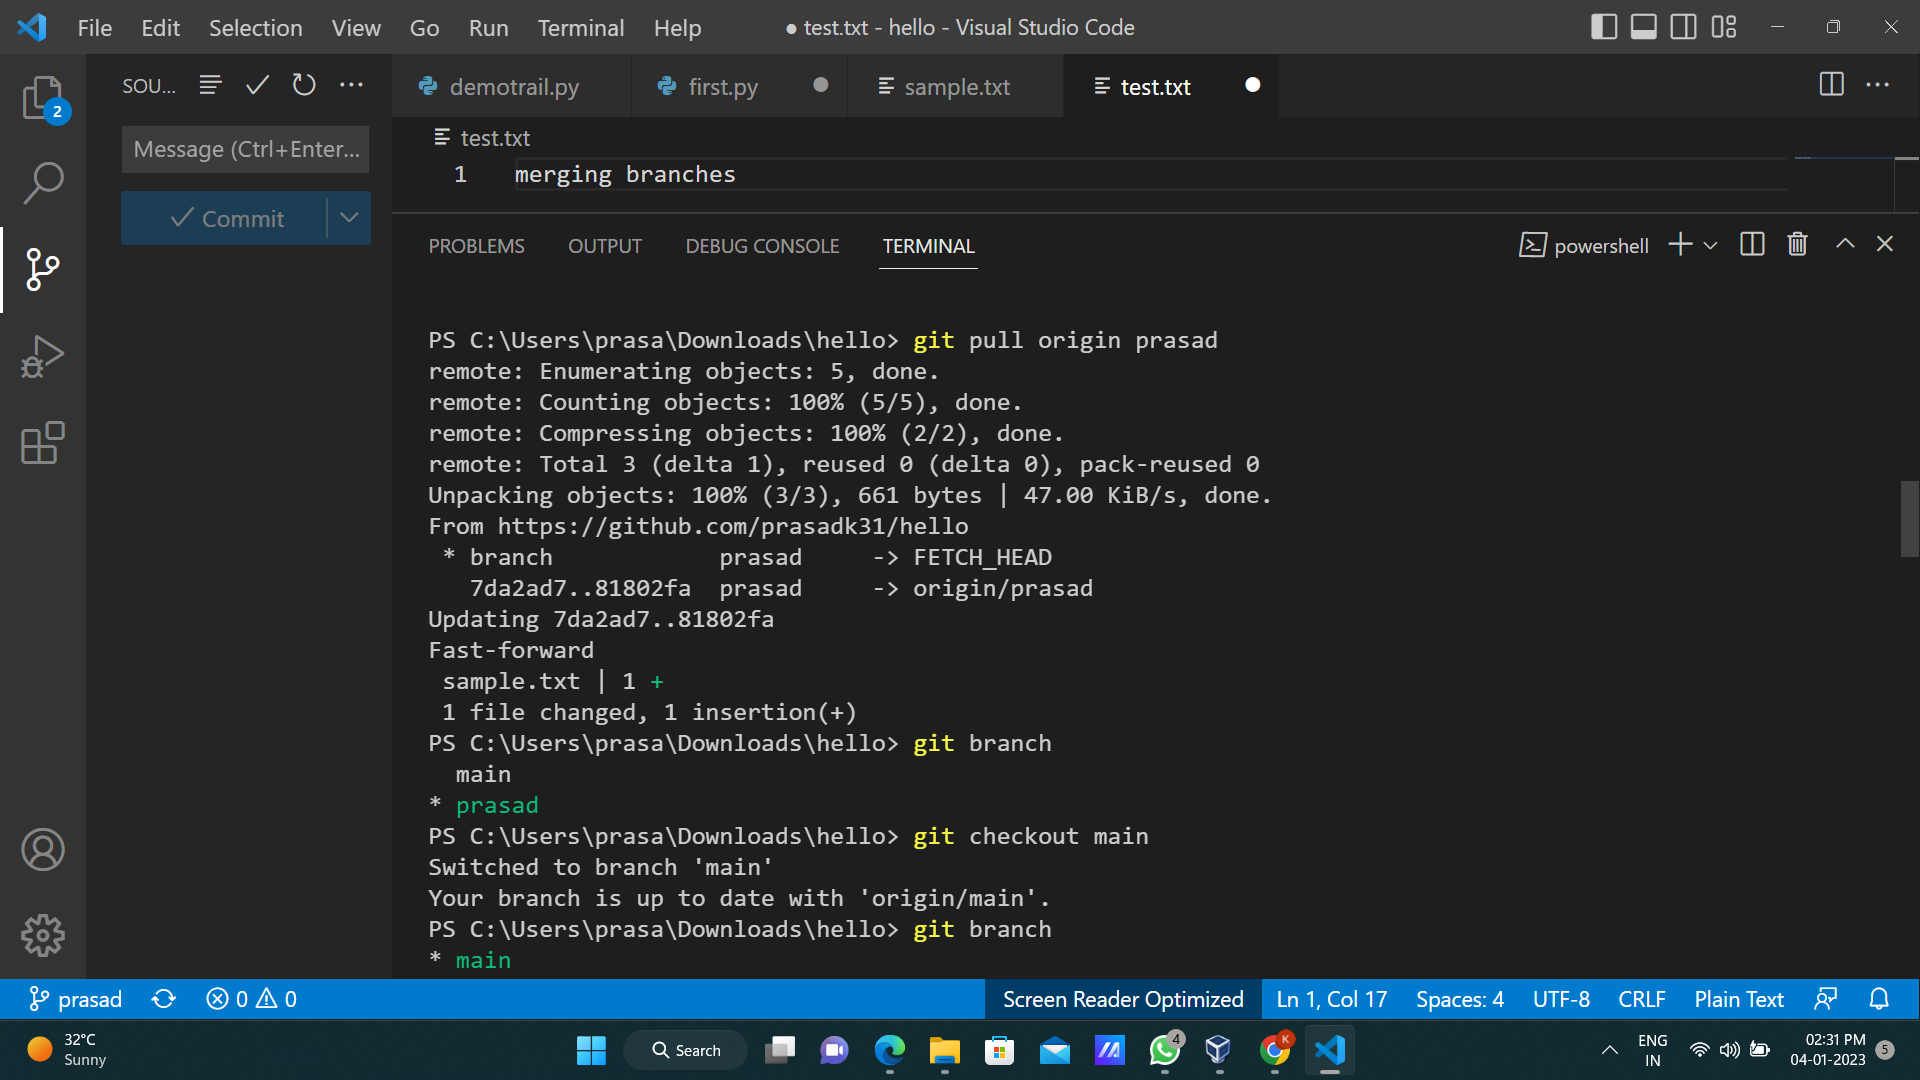 File Edit Selection View Go Run Terminal Help ● test.txt - hello - Visual Studio Code
SOU...
demotrail.py first.py sample.txt test.txt
2
Message (Ctrl+Enter...
test.txt
1 merging branches
Commit
PROBLEMS OUTPUT DEBUG CONSOLE TERMINAL powershell
PS C:\Users\prasa\Downloads\hello> git pull origin prasad
remote: Enumerating objects: 5, done.
remote: Counting objects: 100% (5/5), done.
remote: Compressing objects: 100% (2/2), done.
remote: Total 3 (delta 1), reused 0 (delta 0), pack-reused 0
Unpacking objects: 100% (3/3), 661 bytes | 47.00 KiB/s, done.
From https://github.com/prasadk31/hello
 * branch            prasad     -> FETCH_HEAD
   7da2ad7..81802fa  prasad     -> origin/prasad
Updating 7da2ad7..81802fa
Fast-forward
 sample.txt | 1 +
 1 file changed, 1 insertion(+)
PS C:\Users\prasa\Downloads\hello> git branch
  main
* prasad
PS C:\Users\prasa\Downloads\hello> git checkout main
Switched to branch 'main'
Your branch is up to date with 'origin/main'.
PS C:\Users\prasa\Downloads\hello> git branch
* main
prasad 0 0 Screen Reader Optimized Ln 1, Col 17 Spaces: 4 UTF-8 CRLF Plain Text
32°C
Sunny
Search
4
K
ENG
IN
02:31 PM
04-01-2023
5